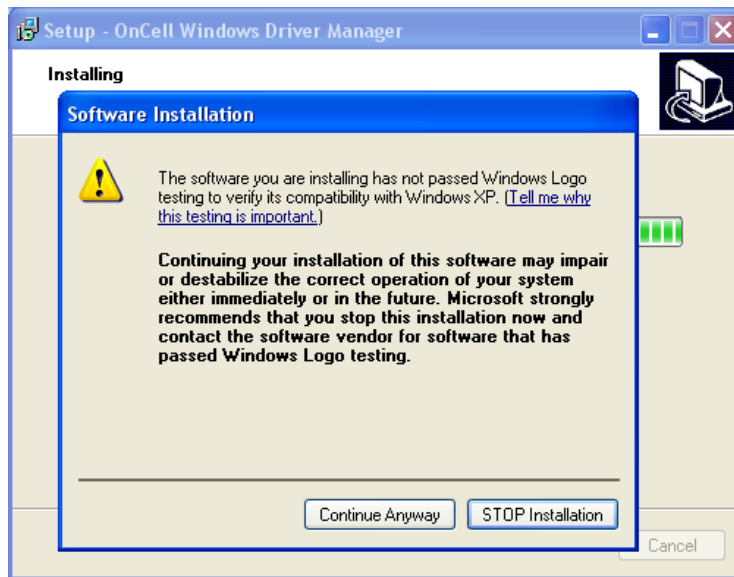 Setup - OnCell Windows Driver Manager
Installing
Software Installation
The software you are installing has not passed Windows Logo
testing to verify its compatibility with Windows XP. (Tell me why
this testing is important.)
Continuing your installation of this software may impair
or destabilize the correct operation of your system
either immediately or in the future. Microsoft strongly
recommends that you stop this installation now and
contact the software vendor for software that has
passed Windows Logo testing.
Continue Anyway
STOP Installation
Cancel